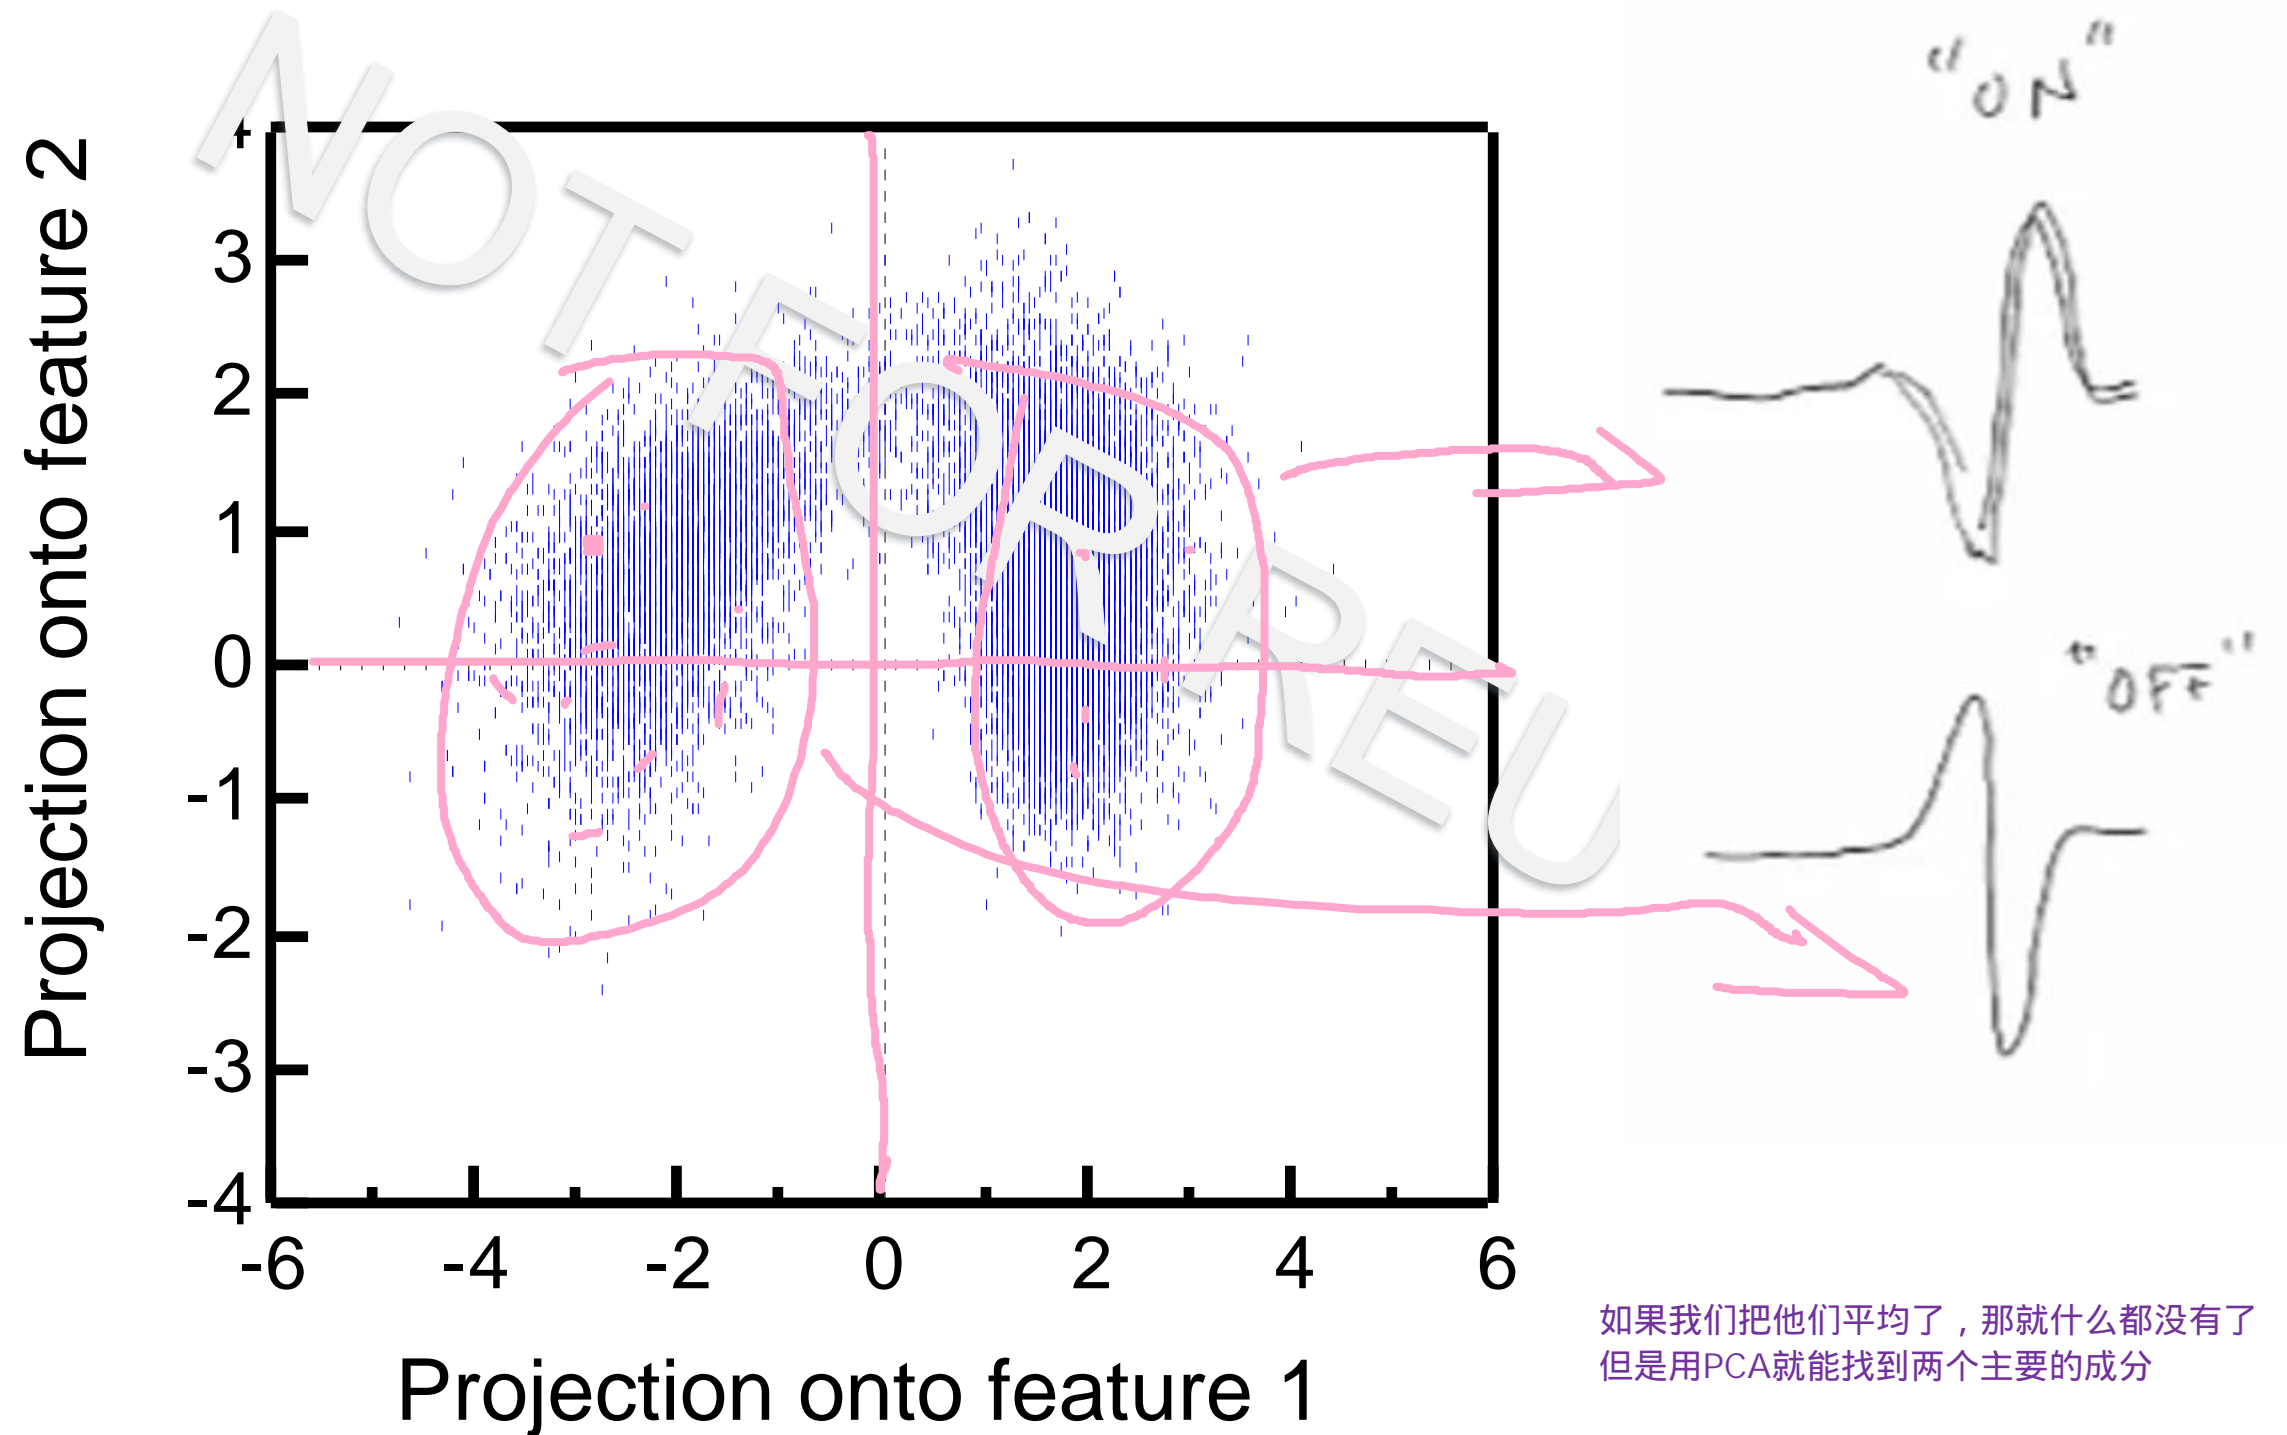 NOT FOR REU
Projection onto feature 2
3
2
1
0
-1
-2
-3
-4
-6 -4 -2 0 2 4 6
Projection onto feature 1
"ON"
"OFF"
如果我们把他们平均了，那就什么都没有了
但是用PCA就能找到两个主要的成分